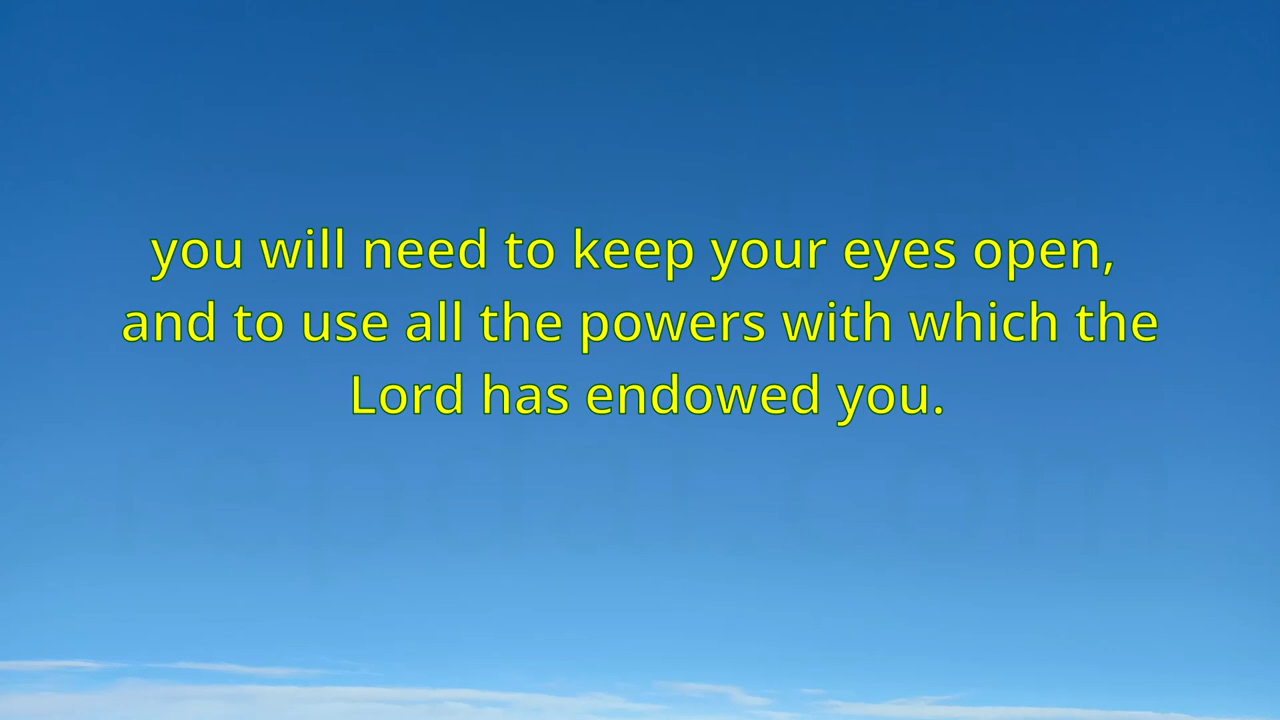 you will need to keep your eyes open,
and to use all the powers with which the
Lord has endowed you.